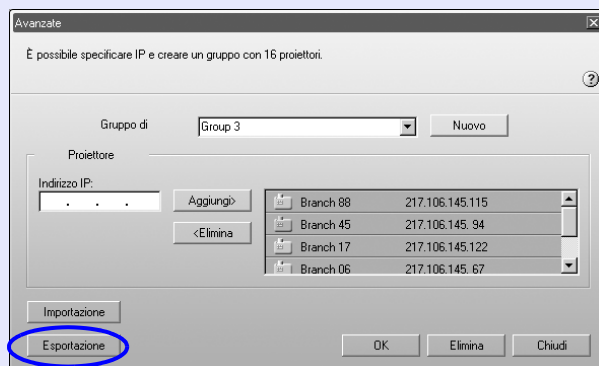 Avanzate
È possibile specificare IP e creare un gruppo con 16 proiettori.
Gruppo di Group 3 Nuovo
Proiettore
Indirizzo IP:
. . . Aggiungi>
<Elimina
Branch 88 217.106.145.115
Branch 45 217.106.145. 94
Branch 17 217.106.145.122
Branch 06 217.106.145. 67
Importazione
Esportazione OK Elimina Chiudi